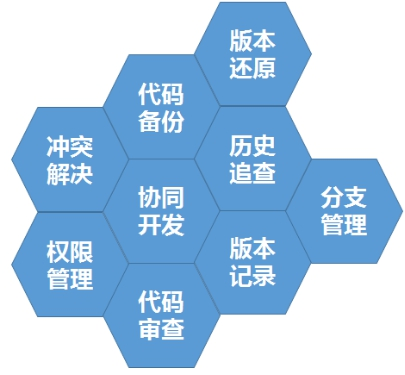 版本
还原
代码
备份
冲突
解决
历史
追查
协同
开发
分支
管理
权限
管理
版本
记录
代码
审查